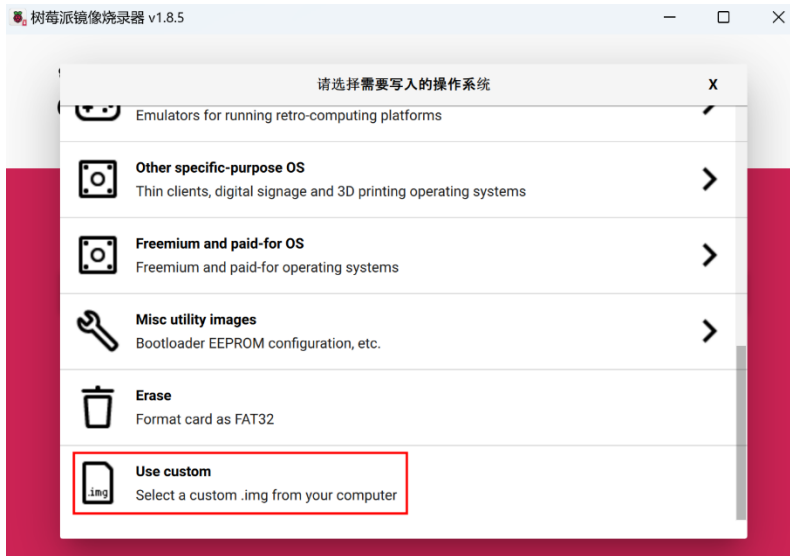 树莓派镜像烧录器 v1.8.5
请选择需要写入的操作系统
X
Emulators for running retro-computing platforms
Other specific-purpose OS
Thin clients, digital signage and 3D printing operating systems
Freemium and paid-for OS
Freemium and paid-for operating systems
Misc utility images
Bootloader EEPROM configuration, etc.
Erase
Format card as FAT32
Use custom
.img
Select a custom .img from your computer